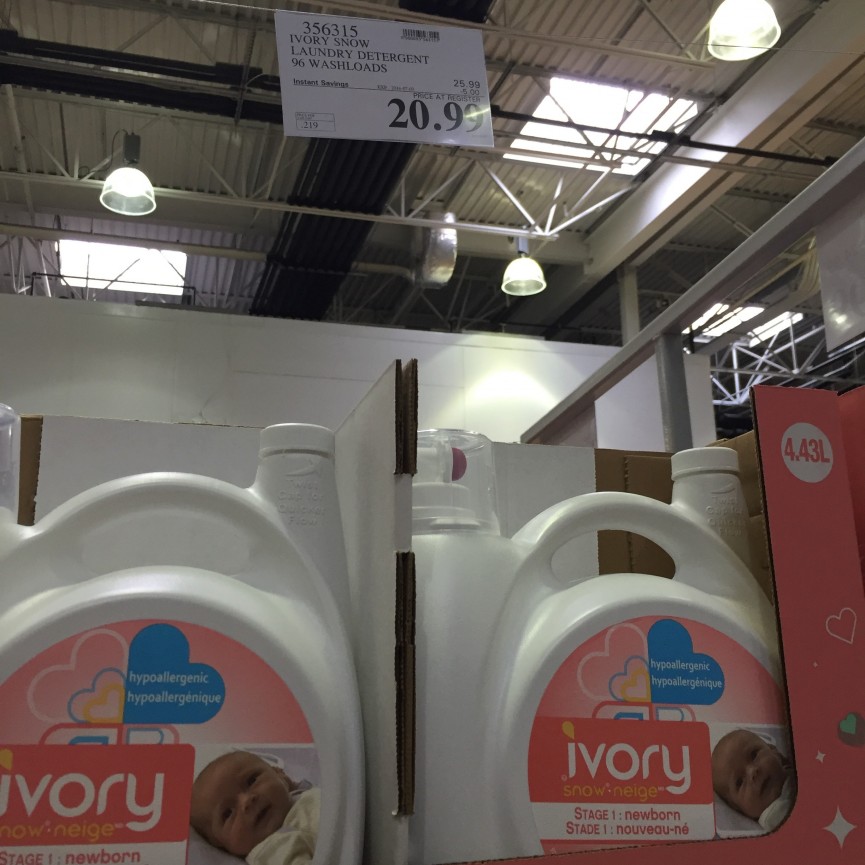 356315
IVORY SNOW
LAUNDRY DETERGENT
96 WASHLOADS
Instant Savings
25.99
5.00
PRICE AT REGISTER
20.99
.219
4.43L
hypoallergenic
hypoallergénique
ivory
snow·neige
STAGE 1: newborn
hypoallergenic
hypoallergénique
ivory
snow·neige
STAGE 1: newborn
STADE 1: nouveau-né